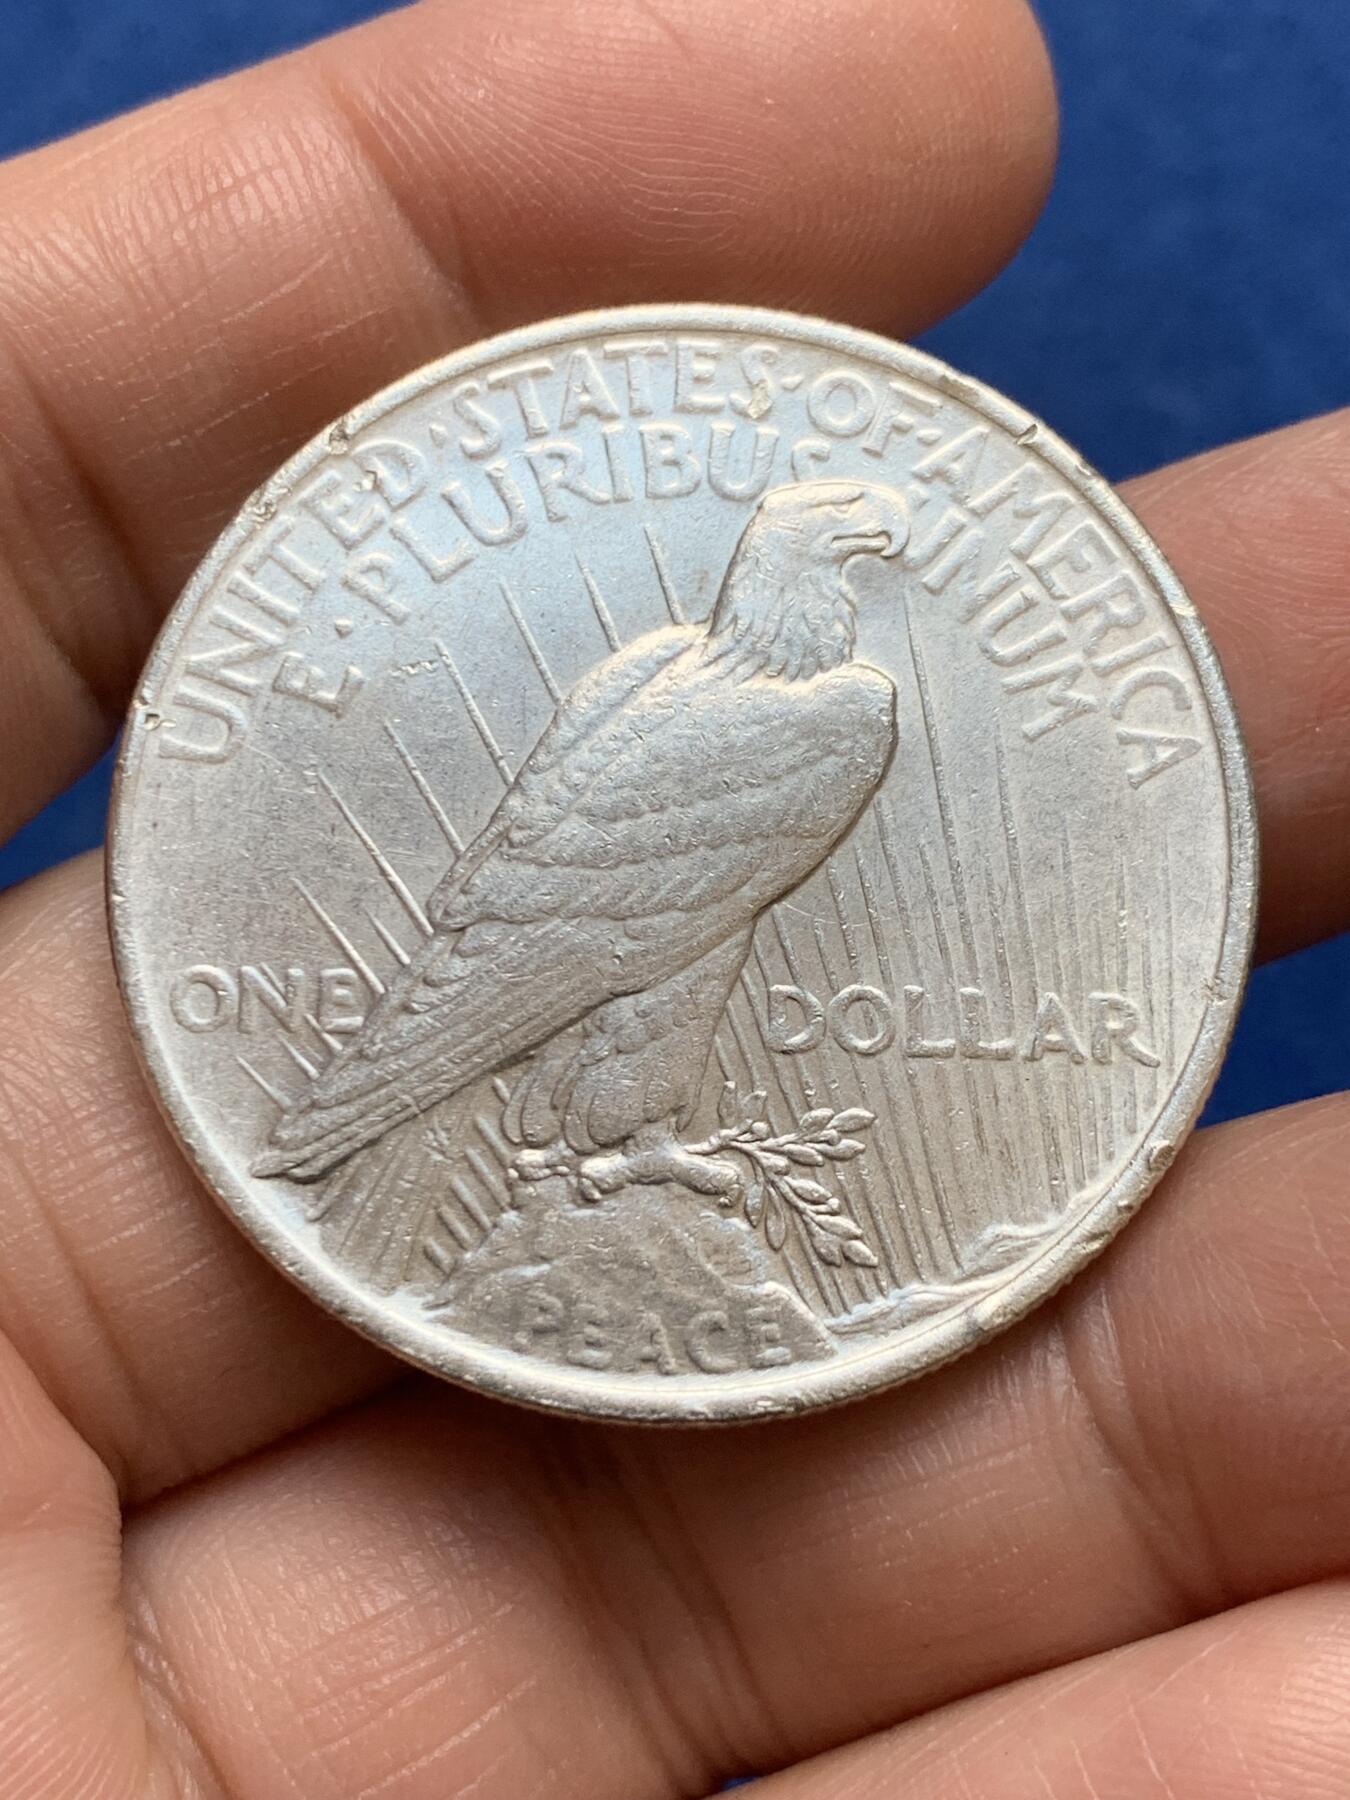 UNITED·STATES·OF·AMERICA
E·PLURIBUS UNUM
ONE DOLLAR
PEACE